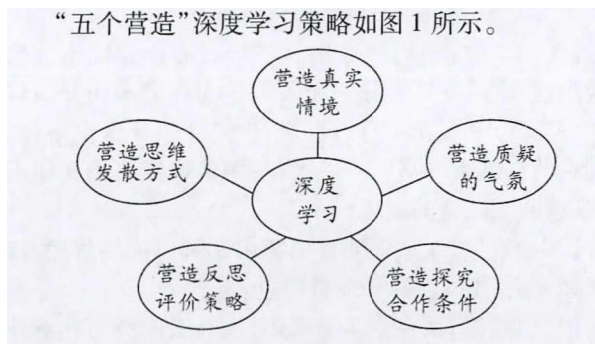 “五个营造”深度学习策略如图1所示。
营造真实
情境
营造思维
发散方式
营造质疑
的气氛
深度
学习
营造反思
评价策略
营造探究
合作条件